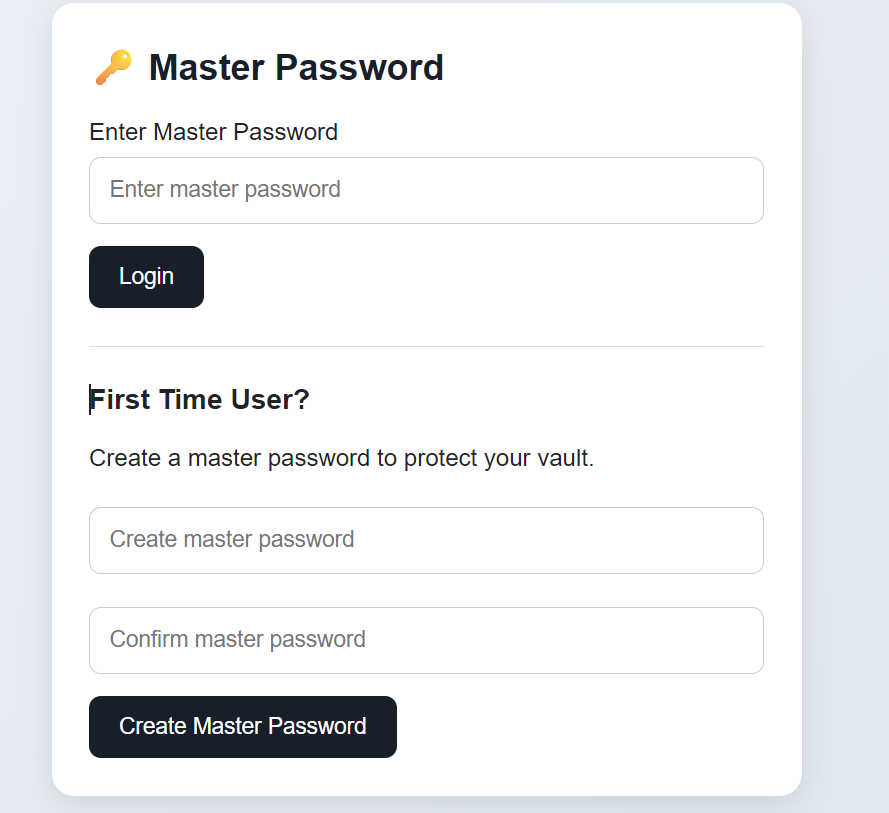 Master Password
Enter Master Password
Enter master password
Login
First Time User?
Create a master password to protect your vault.
Create master password
Confirm master password
Create Master Password